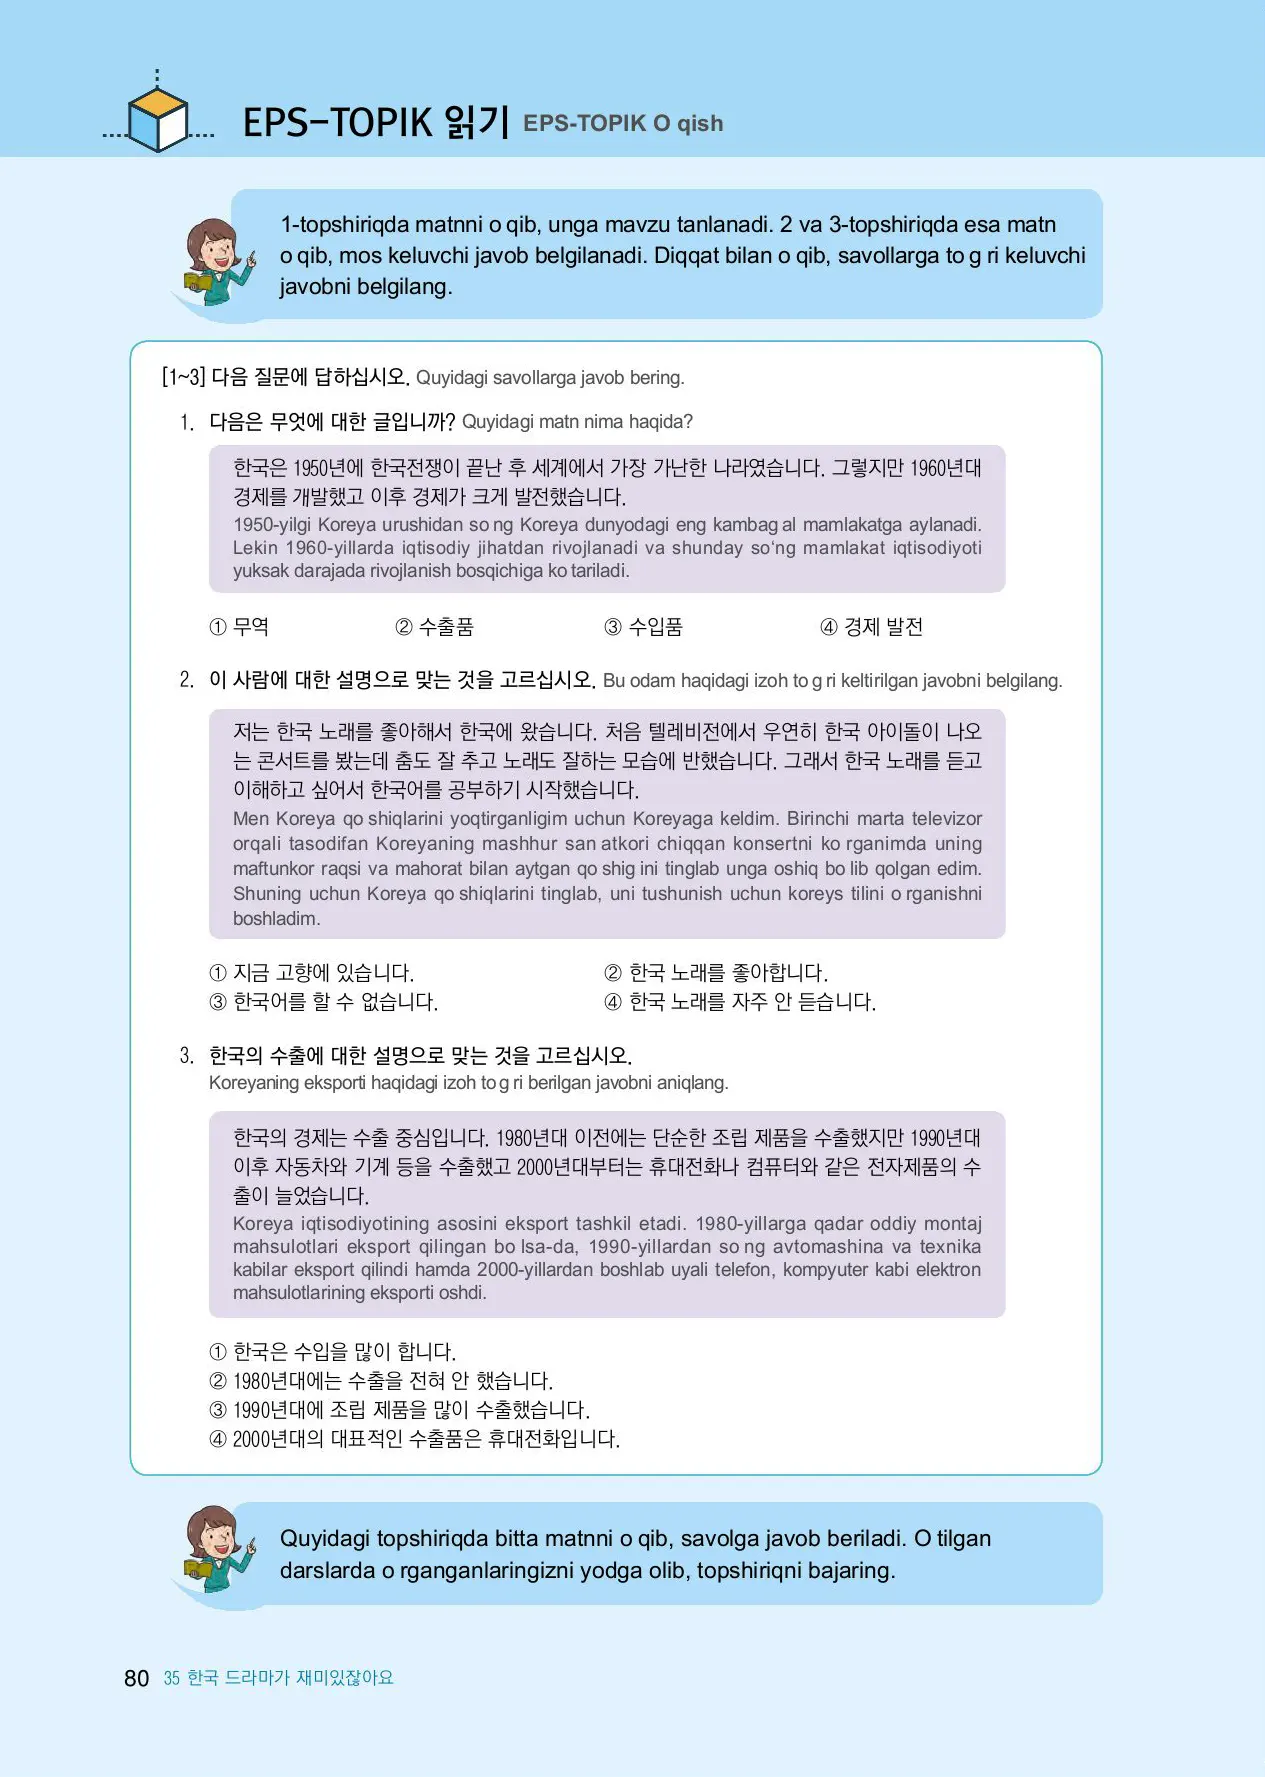 EPS-TOPIK 읽기 EPS-TOPIK O qish
1-topshiriqda matnni o qib, unga mavzu tanlanadi. 2 va 3-topshiriqda esa matn
o qib, mos keluvchi javob belgilanadi. Diqqat bilan o qib, savollarga to g ri keluvchi
javobni belgilang.
[1~3] 다음 질문에 답하십시오. Quyidagi savollarga javob bering.
1. 다음은 무엇에 대한 글입니까? Quyidagi matn nima haqida?
한국은 1950년에 한국전쟁이 끝난 후 세계에서 가장 가난한 나라였습니다. 그렇지만 1960년대
경제를 개발했고 이후 경제가 크게 발전했습니다.
1950-yilgi Koreya urushidan so ng Koreya dunyodagi eng kambag al mamlakatga aylanadi.
Lekin 1960-yillarda iqtisodiy jihatdan rivojlanadi va shunday so‘ng mamlakat iqtisodiyoti
yuksak darajada rivojlanish bosqichiga ko tariladi.
① 무역 ② 수출품 ③ 수입품 ④ 경제 발전
2. 이 사람에 대한 설명으로 맞는 것을 고르십시오. Bu odam haqidagi izoh to g ri keltirilgan javobni belgilang.
저는 한국 노래를 좋아해서 한국에 왔습니다. 처음 텔레비전에서 우연히 한국 아이돌이 나오
는 콘서트를 봤는데 춤도 잘 추고 노래도 잘하는 모습에 반했습니다. 그래서 한국 노래를 듣고
이해하고 싶어서 한국어를 공부하기 시작했습니다.
Men Koreya qo shiqlarini yoqtirganligim uchun Koreyaga keldim. Birinchi marta televizor
orqali tasodifan Koreyaning mashhur san atkori chiqqan konsertni ko rganimda uning
maftunkor raqsi va mahorat bilan aytgan qo shig ini tinglab unga oshiq bo lib qolgan edim.
Shuning uchun Koreya qo shiqlarini tinglab, uni tushunish uchun koreys tilini o rganishni
boshladim.
① 지금 고향에 있습니다. ② 한국 노래를 좋아합니다.
③ 한국어를 할 수 없습니다. ④ 한국 노래를 자주 안 듣습니다.
3. 한국의 수출에 대한 설명으로 맞는 것을 고르십시오.
Koreyaning eksporti haqidagi izoh to g ri berilgan javobni aniqlang.
한국의 경제는 수출 중심입니다. 1980년대 이전에는 단순한 조립 제품을 수출했지만 1990년대
이후 자동차와 기계 등을 수출했고 2000년대부터는 휴대전화나 컴퓨터와 같은 전자제품의 수
출이 늘었습니다.
Koreya iqtisodiyotining asosini eksport tashkil etadi. 1980-yillarga qadar oddiy montaj
mahsulotlari eksport qilingan bo lsa-da, 1990-yillardan so ng avtomashina va texnika
kabilar eksport qilindi hamda 2000-yillardan boshlab uyali telefon, kompyuter kabi elektron
mahsulotlarining eksporti oshdi.
① 한국은 수입을 많이 합니다.
② 1980년대에는 수출을 전혀 안 했습니다.
③ 1990년대에 조립 제품을 많이 수출했습니다.
④ 2000년대의 대표적인 수출품은 휴대전화입니다.
Quyidagi topshiriqda bitta matnni o qib, savolga javob beriladi. O tilgan
darslarda o rganganlaringizni yodga olib, topshiriqni bajaring.
80 35 한국 드라마가 재미있잖아요